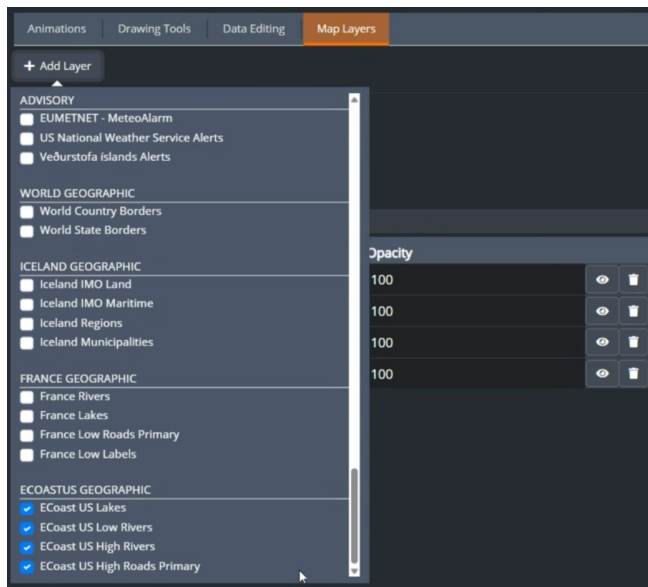 Animations Drawing Tools Data Editing Map Layers
+ Add Layer
ADVISORY
EUMETNET - MeteoAlarm
US National Weather Service Alerts
Veðurstofa íslands Alerts
WORLD GEOGRAPHIC
World Country Borders
World State Borders
Opacity
ICELAND GEOGRAPHIC
Iceland IMO Land
100
Iceland IMO Maritime
100
Iceland Regions
Iceland Municipalities
100
FRANCE GEOGRAPHIC
100
France Rivers
France Lakes
France Low Roads Primary
France Low Labels
ECOASTUS GEOGRAPHIC
ECoast US Lakes
ECoast US Low Rivers
ECoast US High Rivers
ECoast US High Roads Primary